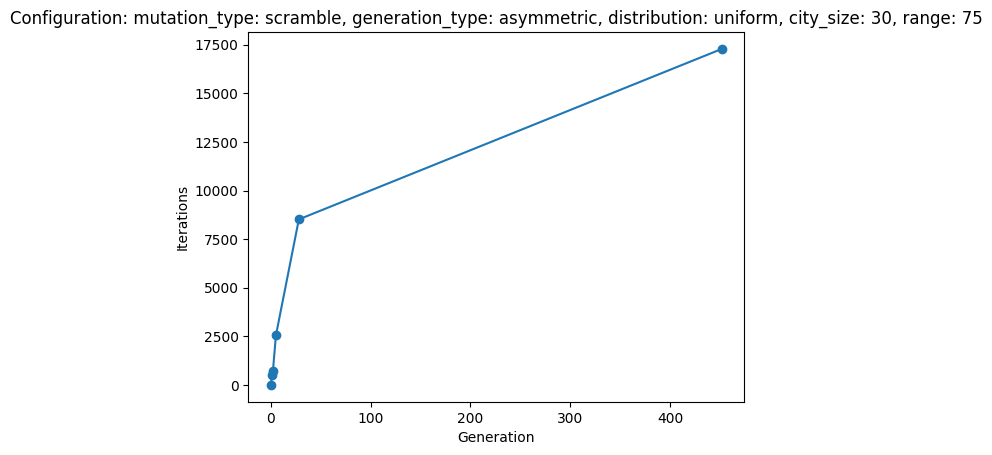 Configuration: mutation_type: scramble, generation_type: asymmetric, distribution: uniform, city_size: 30, range: 75
17500
15000
12500
10000
7500
5000
2500
0
Iterations
0 100 200 300 400
Generation